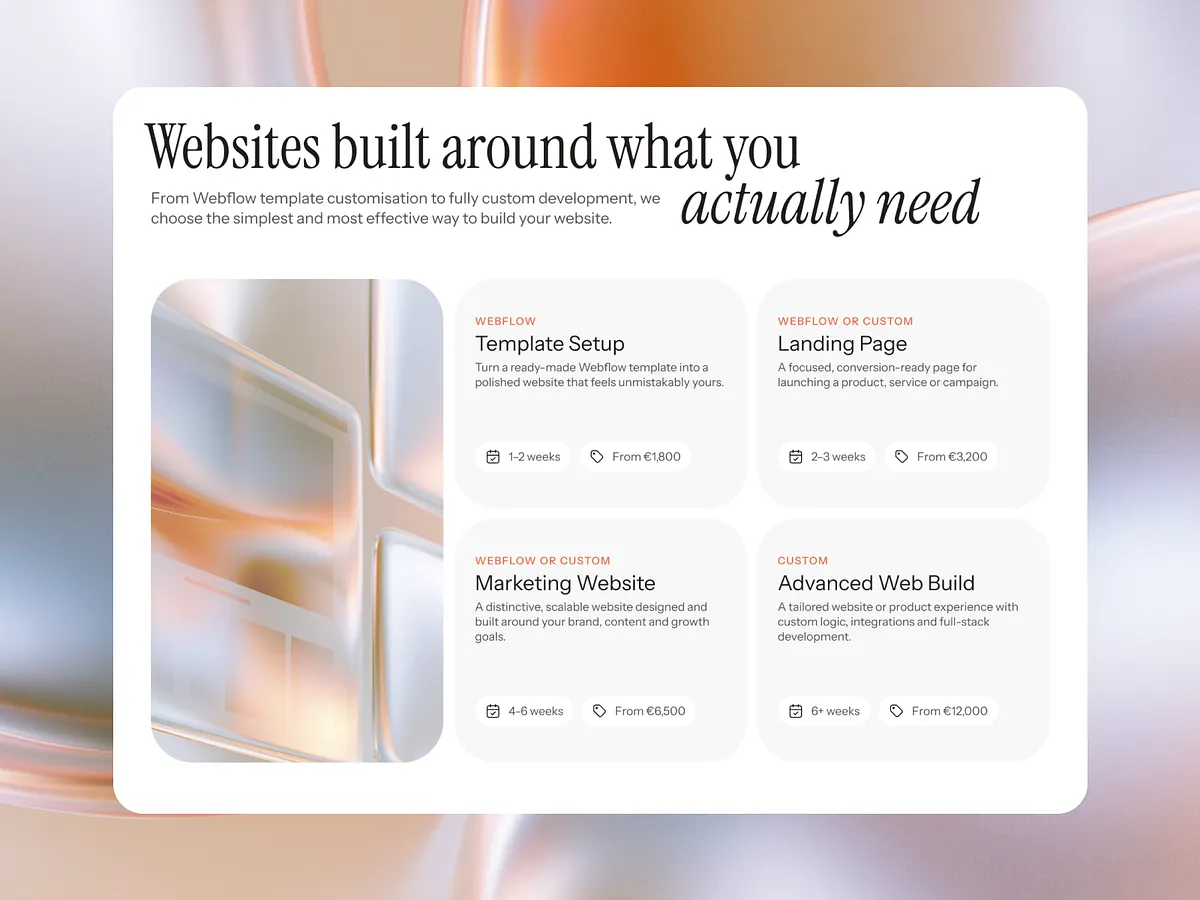 Websites built around what you
actually need
From Webflow template customisation to fully custom development, we
choose the simplest and most effective way to build your website.
WEBFLOW
Template Setup
Turn a ready-made Webflow template into a
polished website that feels unmistakably yours.
1–2 weeks
From €1,800
WEBFLOW OR CUSTOM
Landing Page
A focused, conversion-ready page for
launching a product, service or campaign.
2–3 weeks
From €3,200
WEBFLOW OR CUSTOM
Marketing Website
A distinctive, scalable website designed and
built around your brand, content and growth
goals.
4–6 weeks
From €6,500
CUSTOM
Advanced Web Build
A tailored website or product experience with
custom logic, integrations and full-stack
development.
6+ weeks
From €12,000